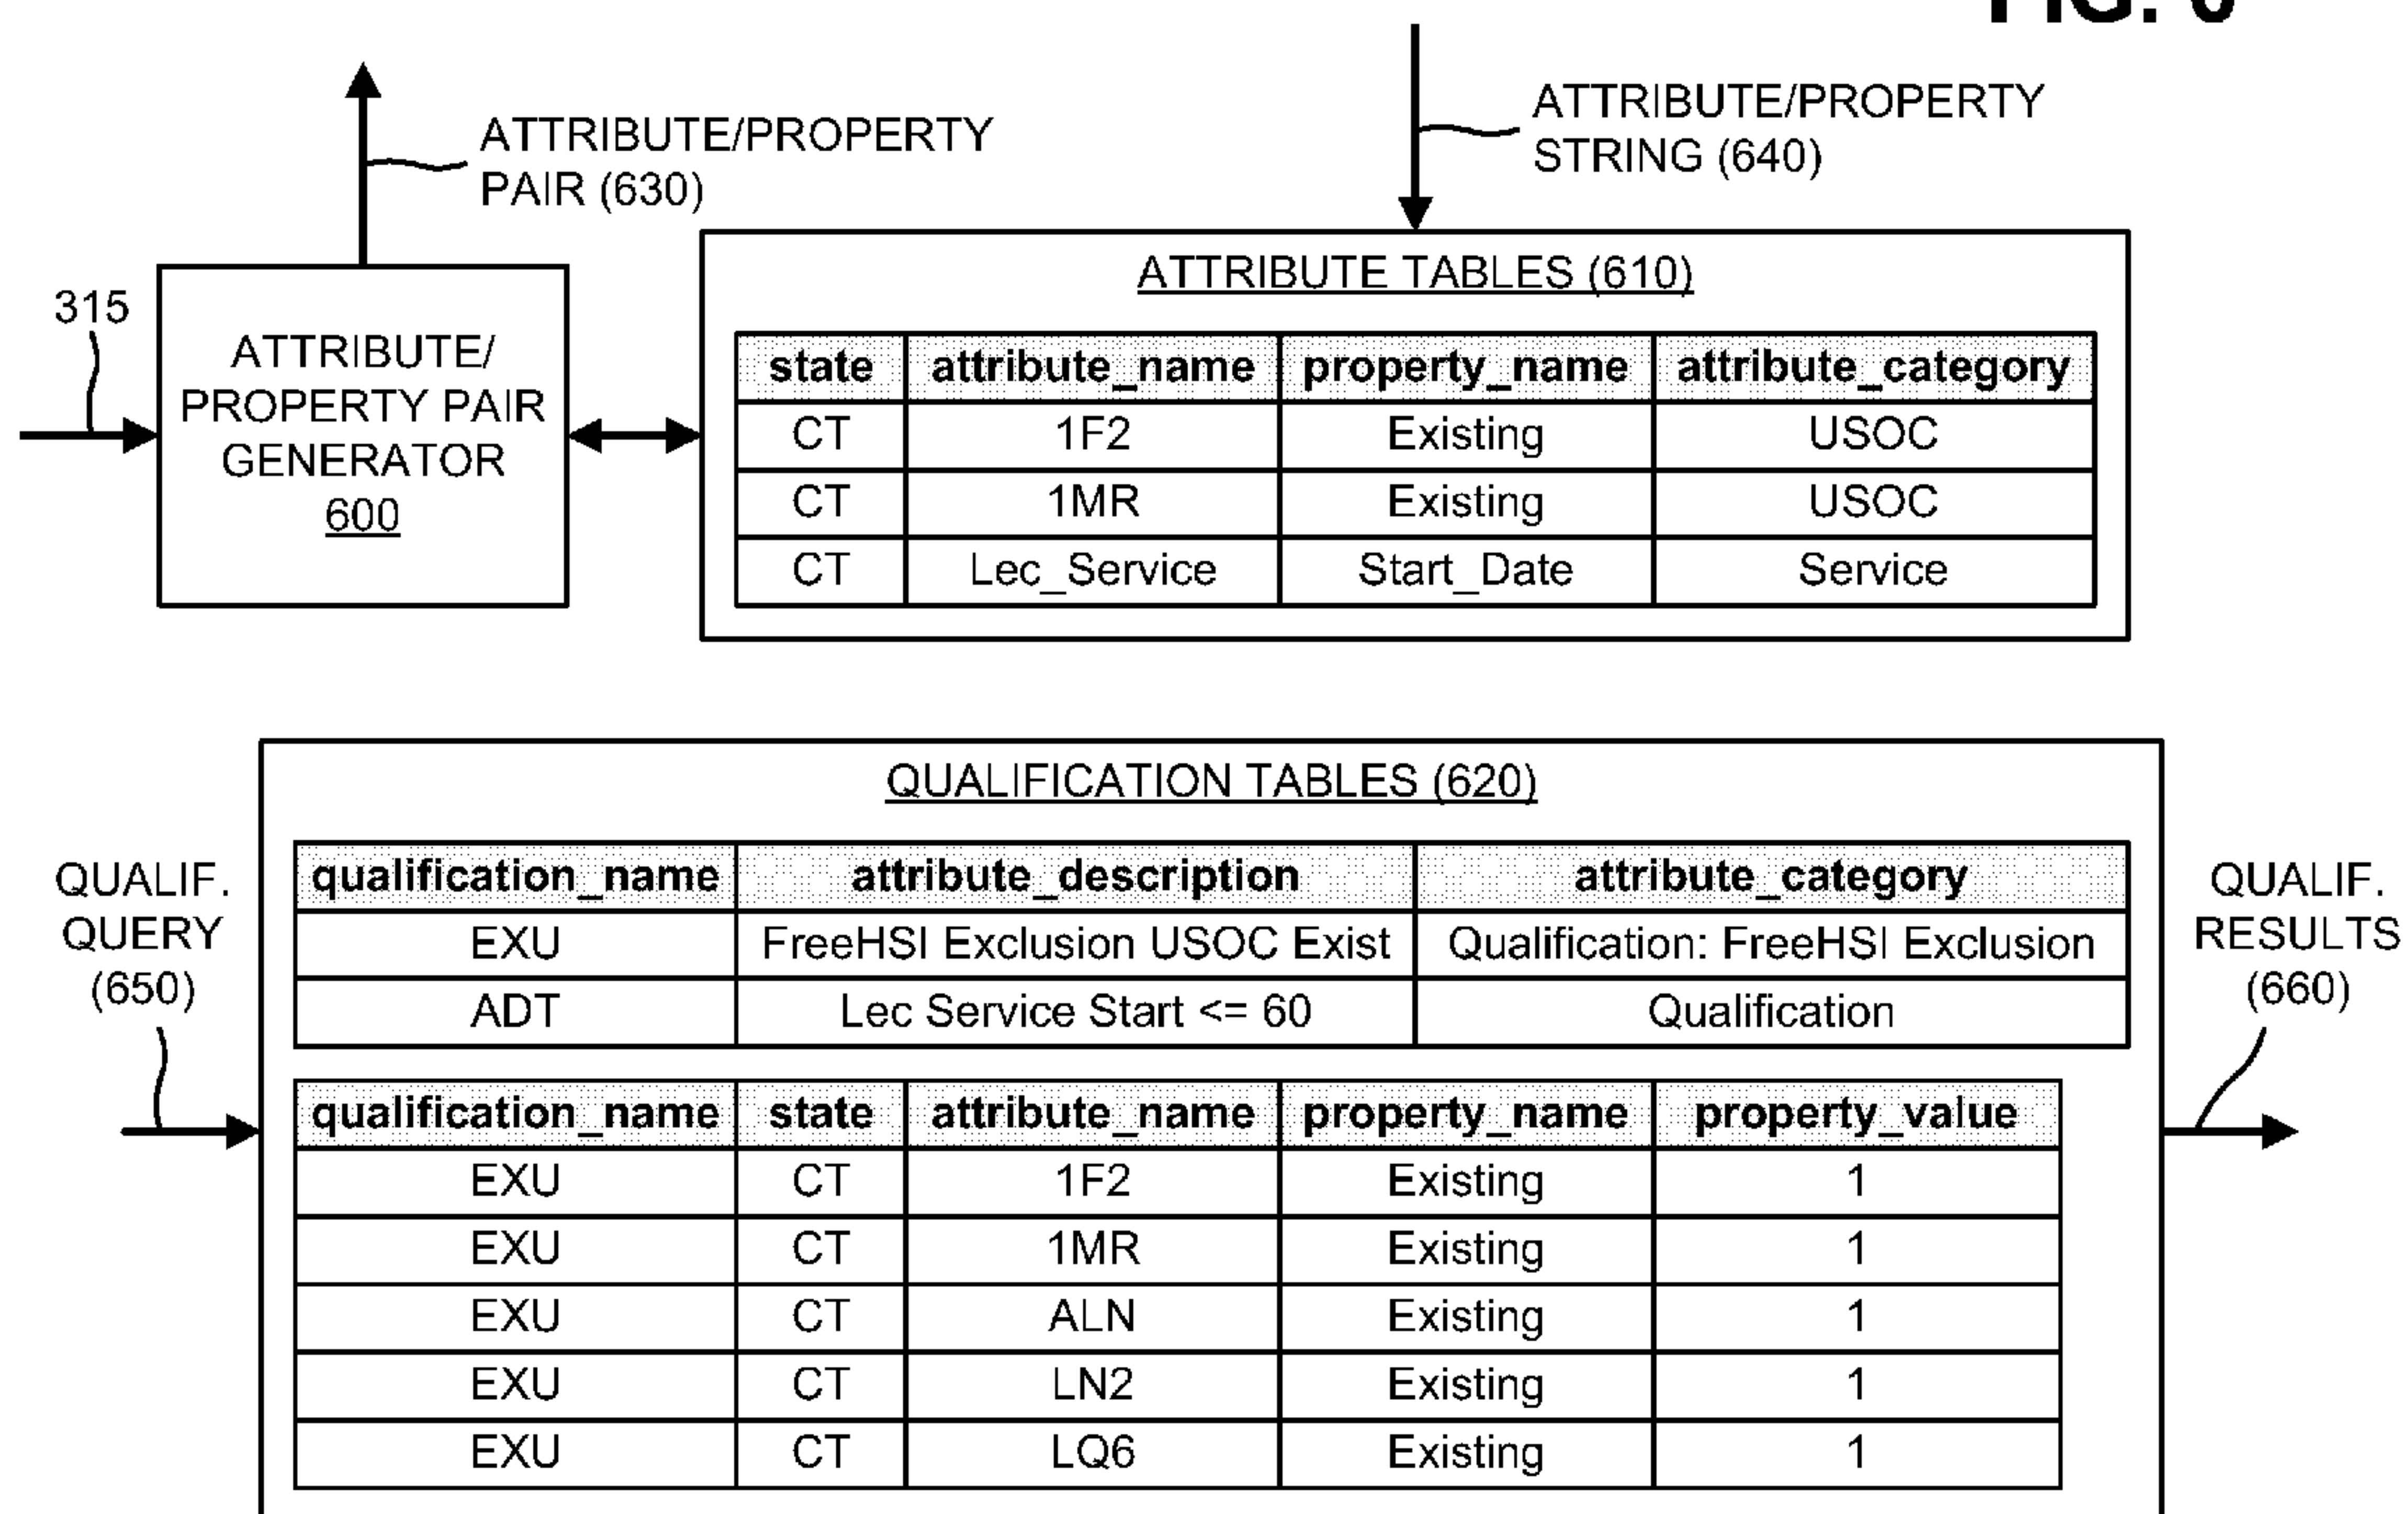 ATTRIBUTE/PROPERTY
PAIR (630)
ATTRIBUTE/PROPERTY
STRING (640)
315
ATTRIBUTE/
PROPERTY PAIR
GENERATOR
600
ATTRIBUTE TABLES (610)
state attribute_name property_name attribute_category
CT 1F2 Existing USOC
CT 1MR Existing USOC
CT Lec_Service Start_Date Service
QUALIFICATION TABLES (620)
QUALIF.
QUERY
(650)
qualification_name attribute_description attribute_category
EXU FreeHSI Exclusion USOC Exist Qualification: FreeHSI Exclusion
ADT Lec Service Start <= 60 Qualification
QUALIF.
RESULTS
(660)
qualification_name state attribute_name property_name property_value
EXU CT 1F2 Existing 1
EXU CT 1MR Existing 1
EXU CT ALN Existing 1
EXU CT LN2 Existing 1
EXU CT LQ6 Existing 1